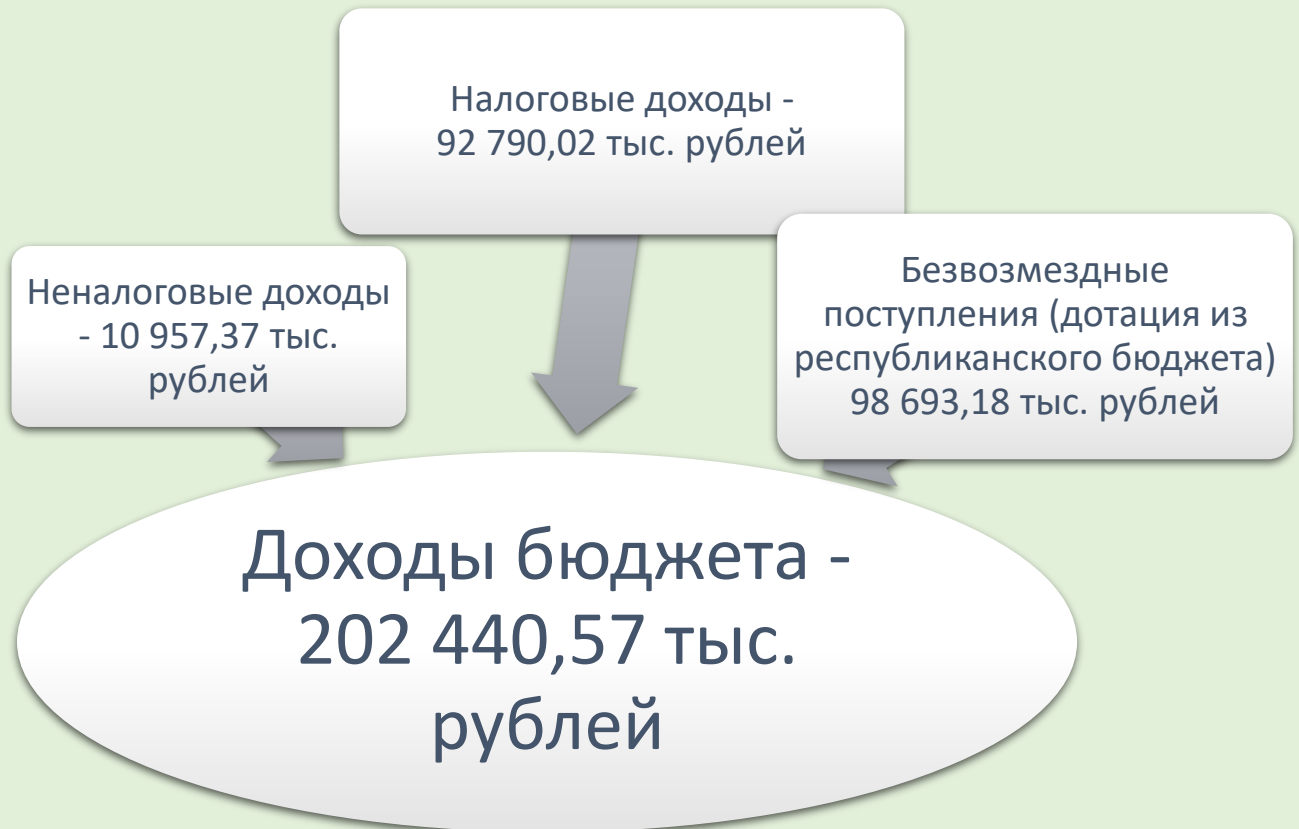 Налоговые доходы -
92 790,02 тыс. рублей
Неналоговые доходы
- 10 957,37 тыс.
рублей
Безвозмездные
поступления (дотация из
республиканского бюджета)
98 693,18 тыс. рублей
Доходы бюджета -
202 440,57 тыс.
рублей